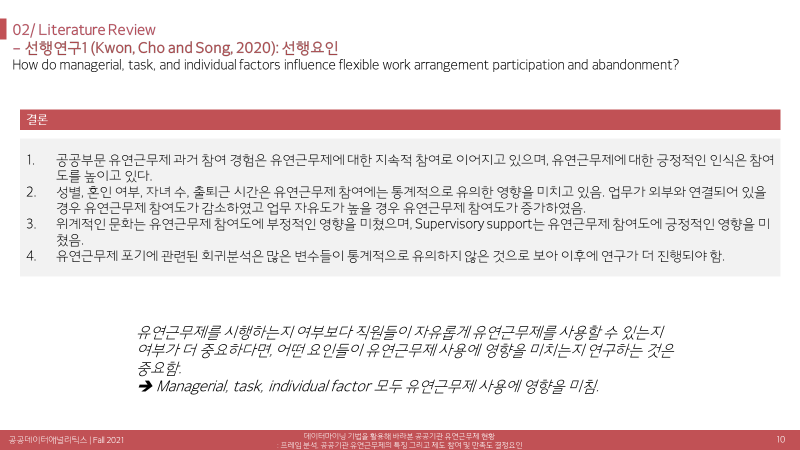 02/ Literature Review
- 선행연구1 (Kwon, Cho and Song, 2020): 선행요인
How do managerial, task, and individual factors influence flexible work arrangement participation and abandonment?
결론
1. 공공부문 유연근무제 과거 참여 경험은 유연근무제에 대한 지속적 참여로 이어지고 있으며, 유연근무제에 대한 긍정적인 인식은 참여
도를 높이고 있다.
2. 성별, 혼인 여부, 자녀 수, 출퇴근 시간은 유연근무제 참여에는 통계적으로 유의한 영향을 미치고 있음. 업무가 외부와 연결되어 있을
경우 유연근무제 참여도가 감소하였고 업무 자유도가 높을 경우 유연근무제 참여도가 증가하였음.
3. 위계적인 문화는 유연근무제 참여도에 부정적인 영향을 미쳤으며, Supervisory support는 유연근무제 참여도에 긍정적인 영향을 미
쳤음.
4. 유연근무제 포기에 관련된 회귀분석은 많은 변수들이 통계적으로 유의하지 않은 것으로 보아 이후에 연구가 더 진행되야 함.
유연근무제를 시행하는지 여부보다 직원들이 자유롭게 유연근무제를 사용할 수 있는지
여부가 더 중요하다면, 어떤 요인들이 유연근무제 사용에 영향을 미치는지 연구하는 것은
중요함.
➔ Managerial, task, individual factor 모두 유연근무제 사용에 영향을 미침.
공공데이터애널리틱스 | Fall 2021
데이터마이닝 기법을 활용해 바라본 공공기관 유연근무제 현황
: 프레임 분석, 공공기관 유연근무제의 특징 그리고 제도 참여 및 만족도 결정요인
10